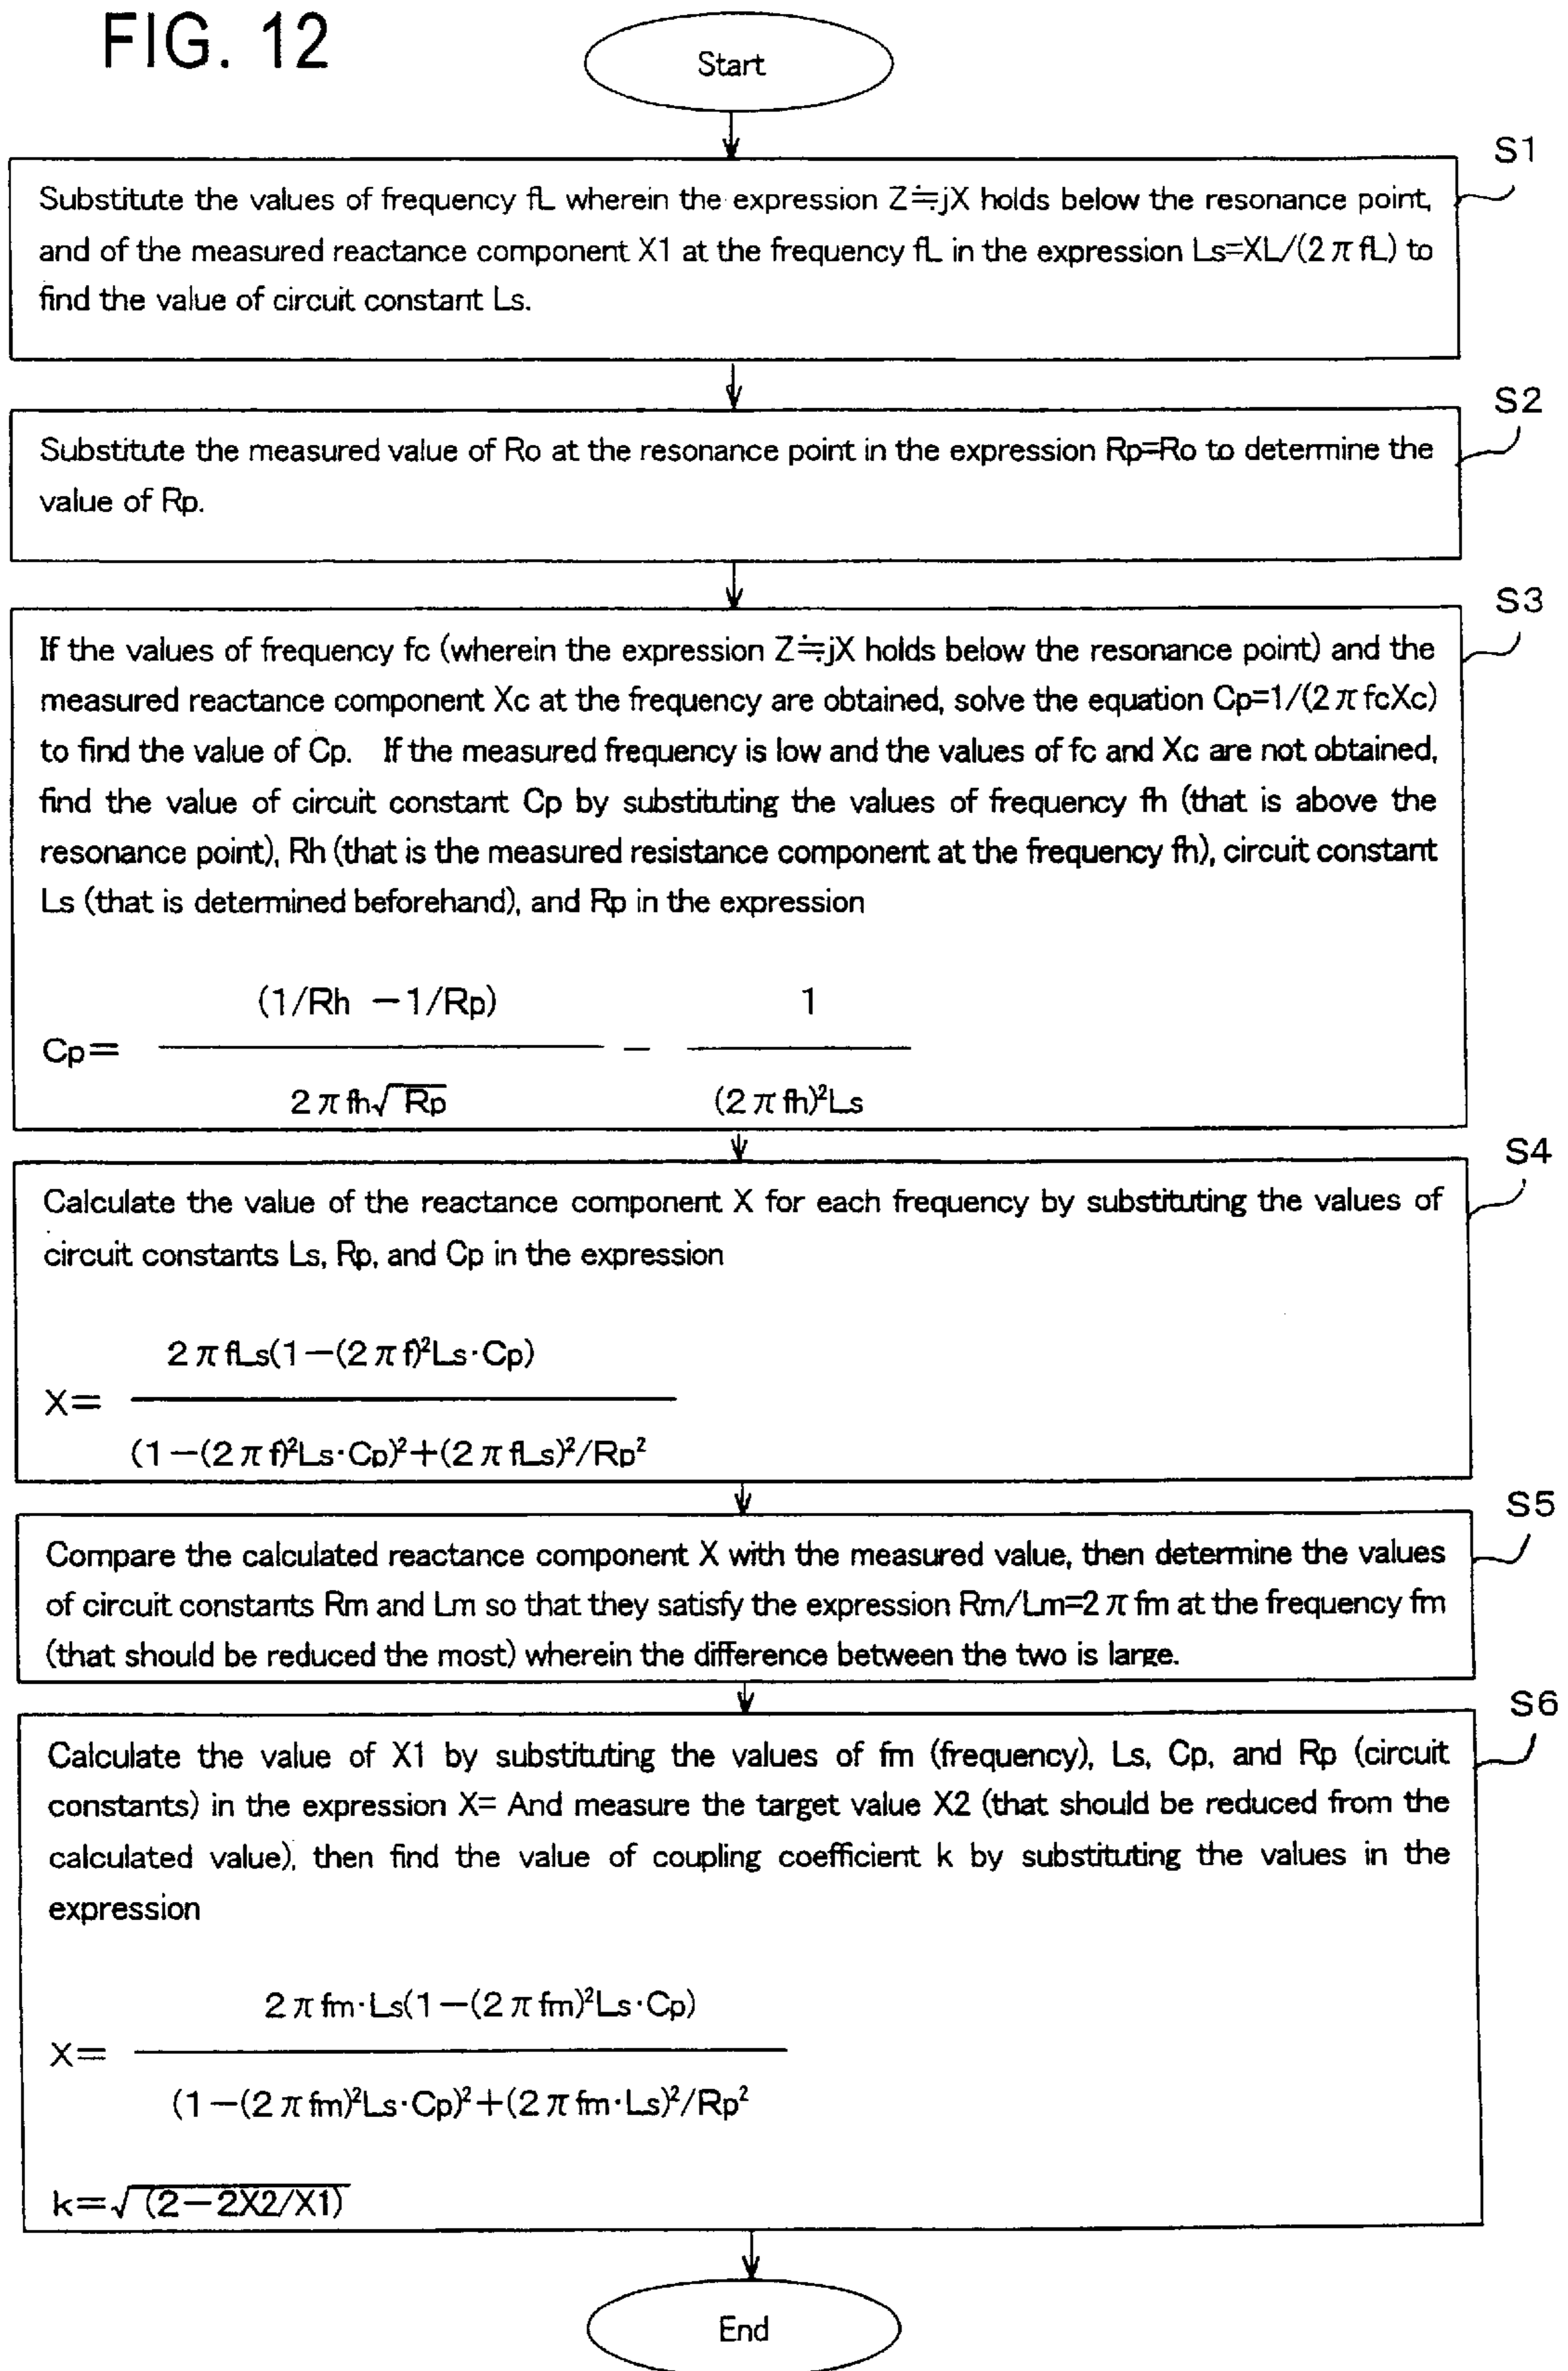 FIG. 12
Start
S1
Substitute the values of frequency fL wherein the expression Z≒jX holds below the resonance point,
and of the measured reactance component X1 at the frequency fL in the expression Ls=XL/(2πfL) to
find the value of circuit constant Ls.
S2
Substitute the measured value of Ro at the resonance point in the expression Rp=Ro to determine the
value of Rp.
S3
If the values of frequency fc (wherein the expression Z≒jX holds below the resonance point) and the
measured reactance component Xc at the frequency are obtained, solve the equation Cp=1/(2πfcXc)
to find the value of Cp. If the measured frequency is low and the values of fc and Xc are not obtained,
find the value of circuit constant Cp by substituting the values of frequency fh (that is above the
resonance point), Rh (that is the measured resistance component at the frequency fh), circuit constant
Ls (that is determined beforehand), and Rp in the expression
(1/Rh −1/Rp) 1
Cp= −
2πfh√Rp (2πfh)²Ls
S4
Calculate the value of the reactance component X for each frequency by substituting the values of
circuit constants Ls, Rp, and Cp in the expression
2πfLs(1−(2πf)²Ls·Cp)
X=
(1−(2πf)²Ls·Cp)²+(2πfLs)²/Rp²
S5
Compare the calculated reactance component X with the measured value, then determine the values
of circuit constants Rm and Lm so that they satisfy the expression Rm/Lm=2πfm at the frequency fm
(that should be reduced the most) wherein the difference between the two is large.
S6
Calculate the value of X1 by substituting the values of fm (frequency), Ls, Cp, and Rp (circuit
constants) in the expression X= And measure the target value X2 (that should be reduced from the
calculated value), then find the value of coupling coefficient k by substituting the values in the
expression
2πfm·Ls(1−(2πfm)²Ls·Cp)
X=
(1−(2πfm)²Ls·Cp)²+(2πfm·Ls)²/Rp²
k=√(2−2X2/X1)
End